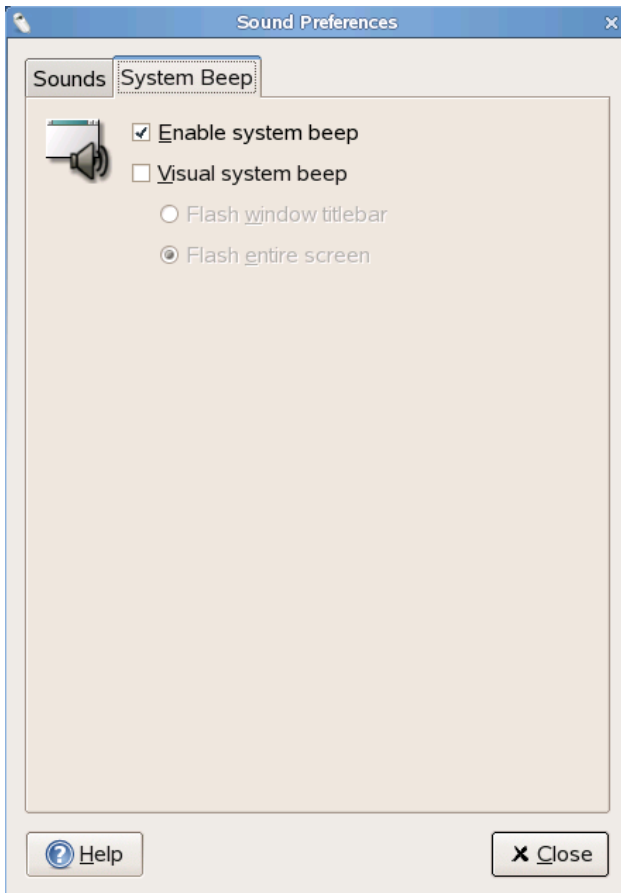 Sound Preferences
Sounds System Beep
Enable system beep
Visual system beep
Flash window titlebar
Flash entire screen
Help Close